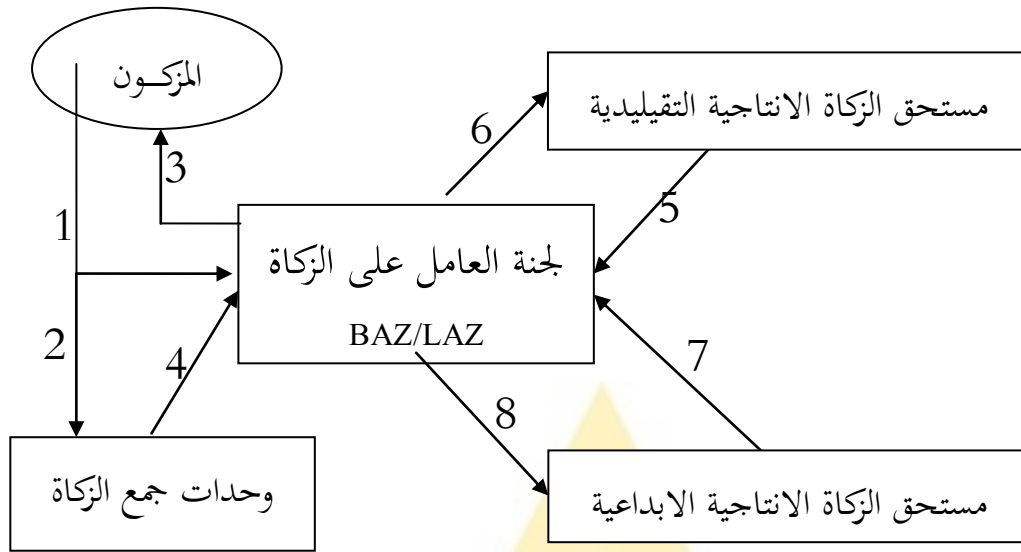 المزكــون
مستحق الزكاة الانتاجية التقيليدية
6
3
5
1
لجنة العامل على الزكاة
BAZ/LAZ
2
4
7
8
وحدات جمع الزكاة
مستحق الزكاة الانتاجية الابداعية